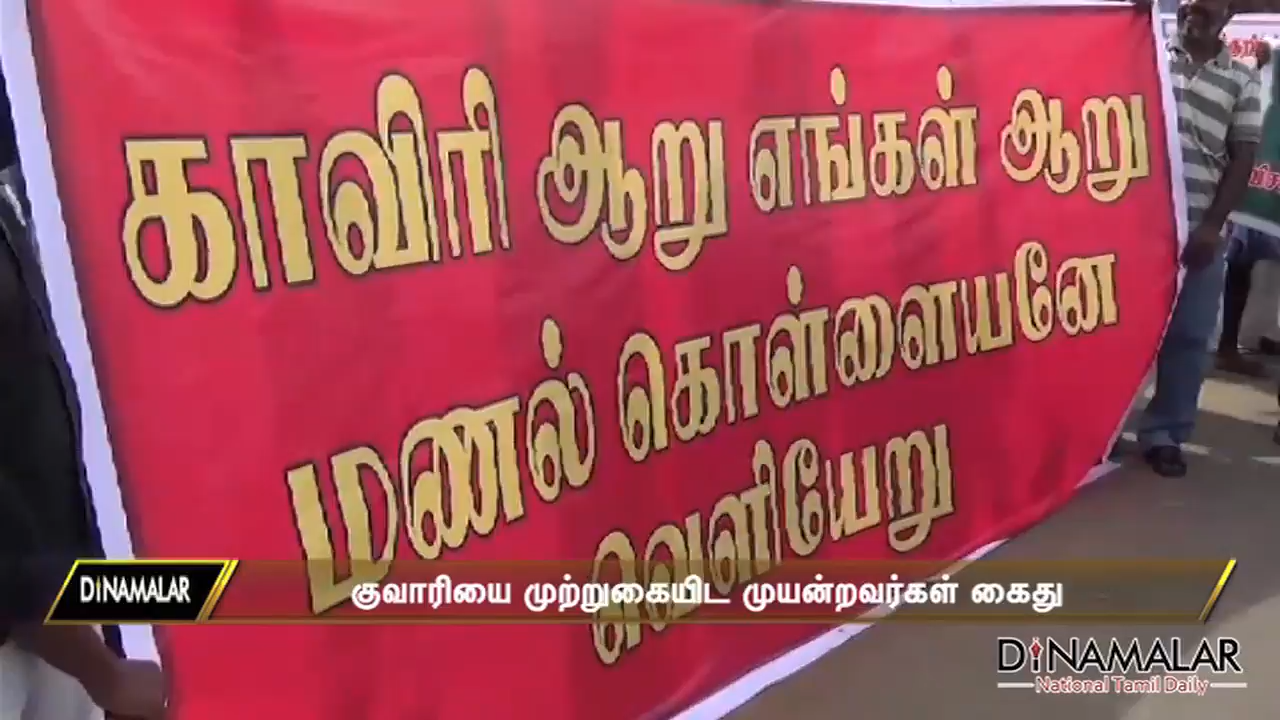 காவிரி ஆறு எங்கள் ஆறு
மணல் கொள்ளையனே
வெளியேறு
DINAMALAR
குவாரியை முற்றுகையிட முயன்றவர்கள் கைது
DINAMALAR
National Tamil Daily